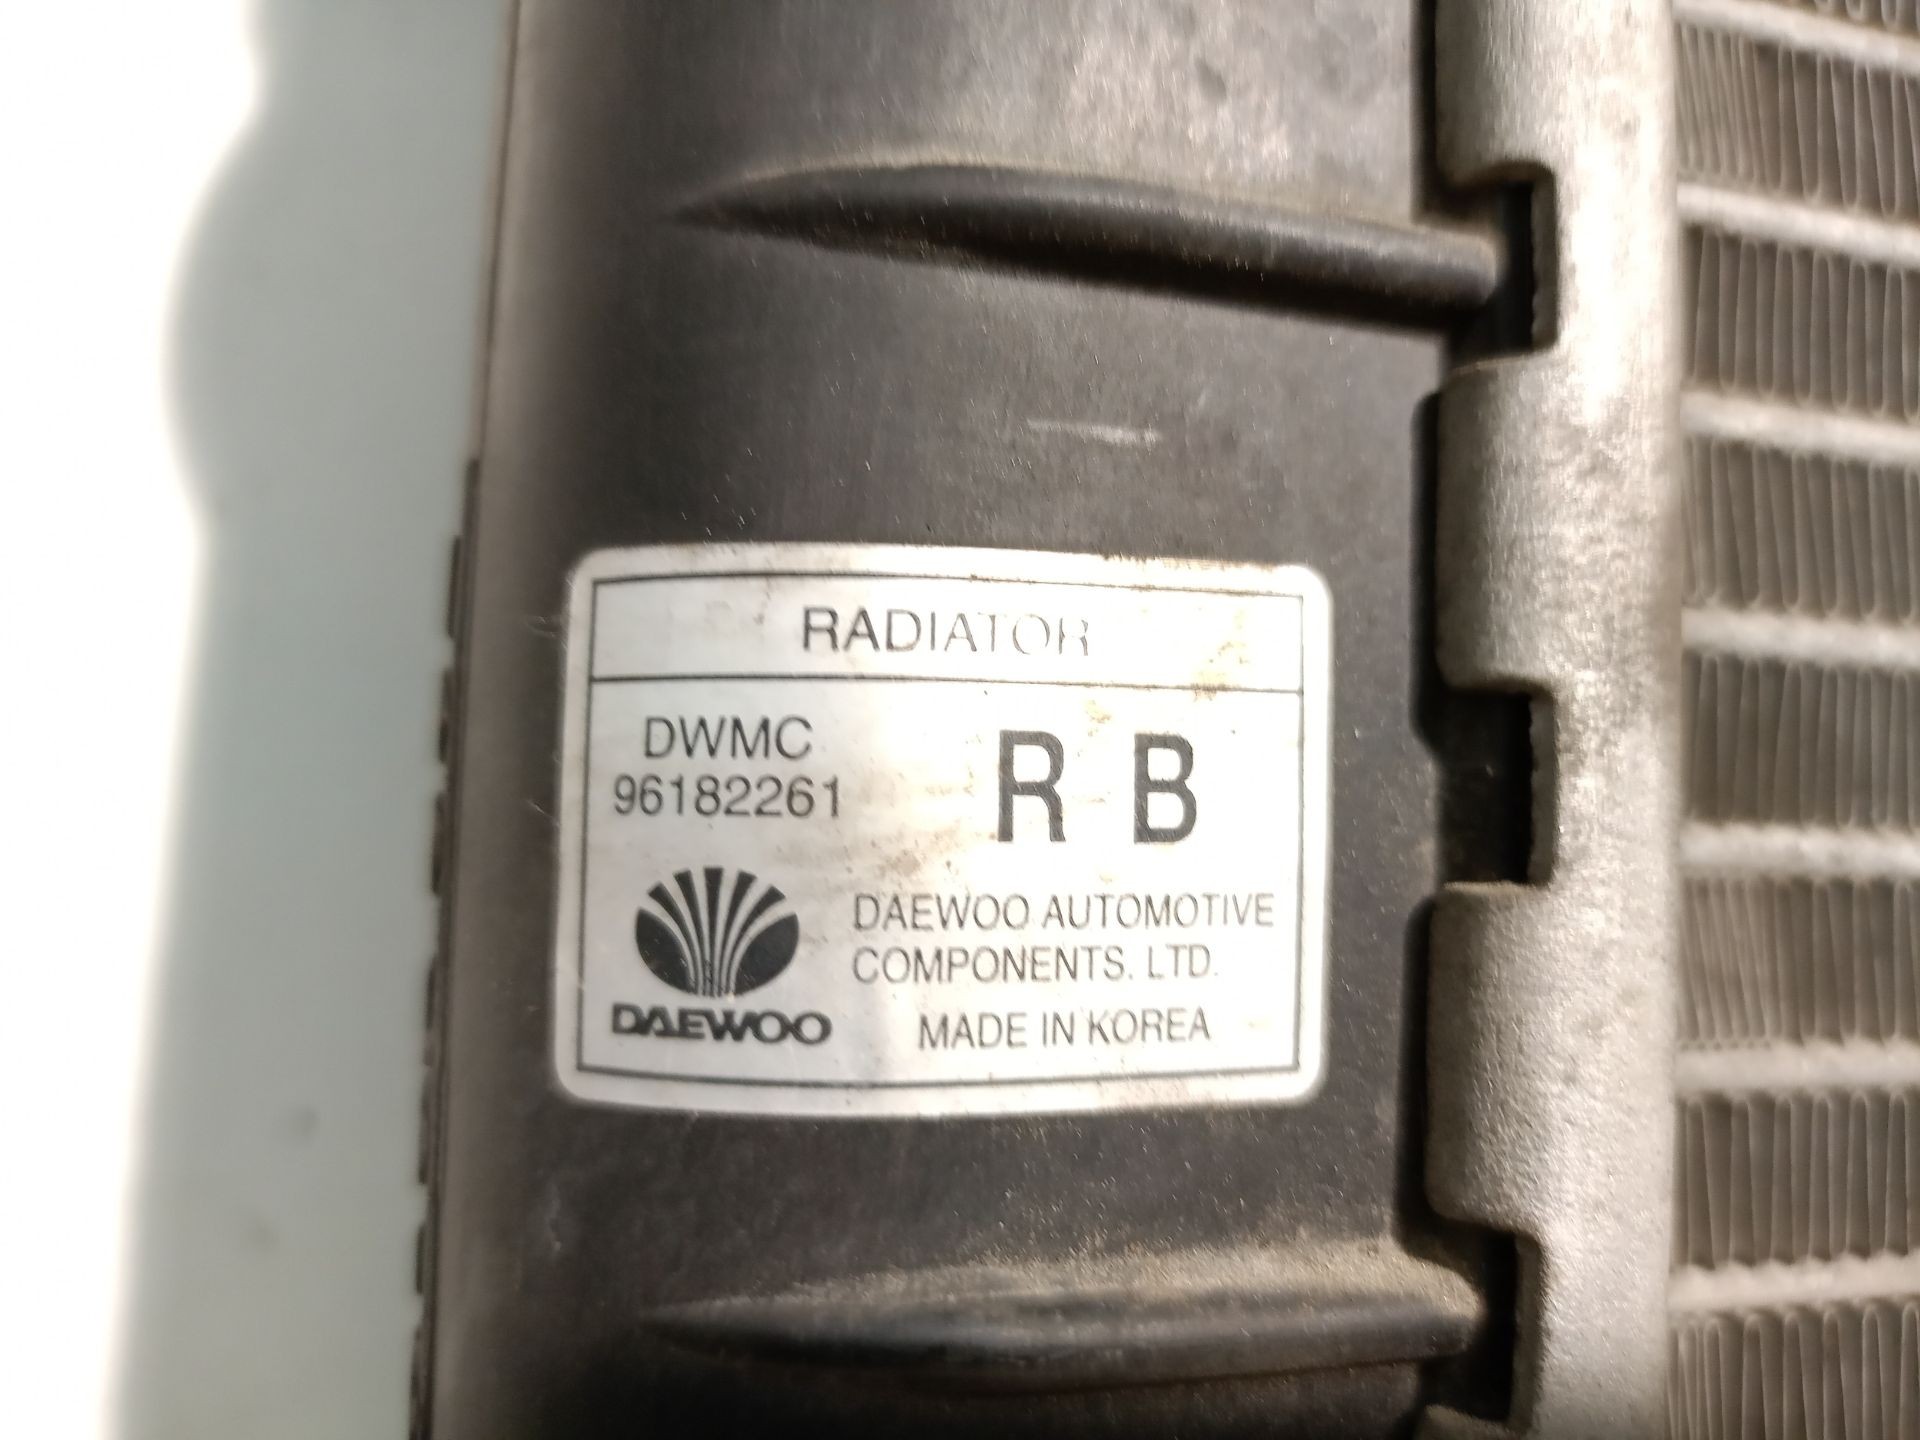 RADIATOR
DWMC
96182261
R B
DAEWOO
DAEWOO AUTOMOTIVE
COMPONENTS. LTD.
MADE IN KOREA